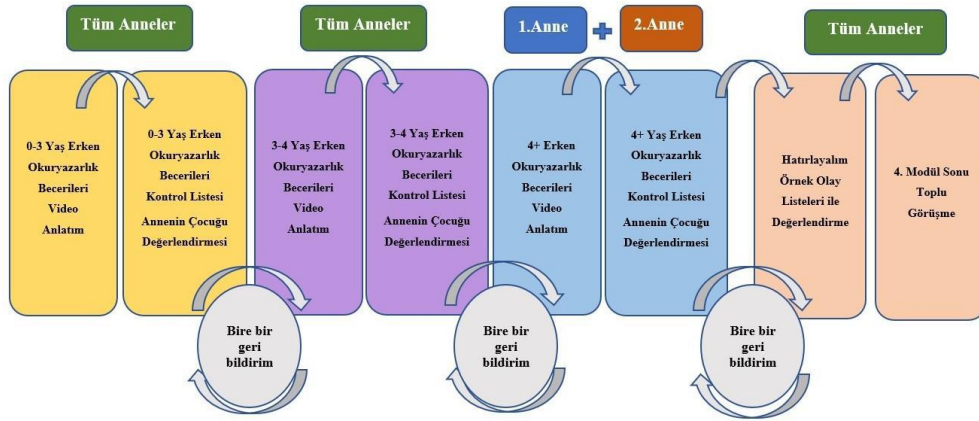 Tüm Anneler
Tüm Anneler
1.Anne
2.Anne
Tüm Anneler
0-3 Yaş Erken
Okuryazarlık
Becerileri
Video
Anlatım
0-3 Yaş Erken
Okuryazarlık
Becerileri
Kontrol Listesi
Annenin Çocuğu
Değerlendirmesi
3-4 Yaş Erken
Okuryazarlık
Becerileri
Video
Anlatım
3-4 Yaş Erken
Okuryazarlık
Becerileri
Kontrol Listesi
Annenin Çocuğu
Değerlendirmesi
4+ Erken
Okuryazarlık
Becerileri
Video
Anlatım
4+ Yaş Erken
Okuryazarlık
Becerileri
Kontrol Listesi
Annenin Çocuğu
Değerlendirmesi
Hatırlayalım
Örnek Olay
Listeleri ile
Değerlendirme
4. Modül Sonu
Toplu
Görüşme
Bire bir
geri
bildirim
Bire bir
geri
bildirim
Bire bir
geri
bildirim